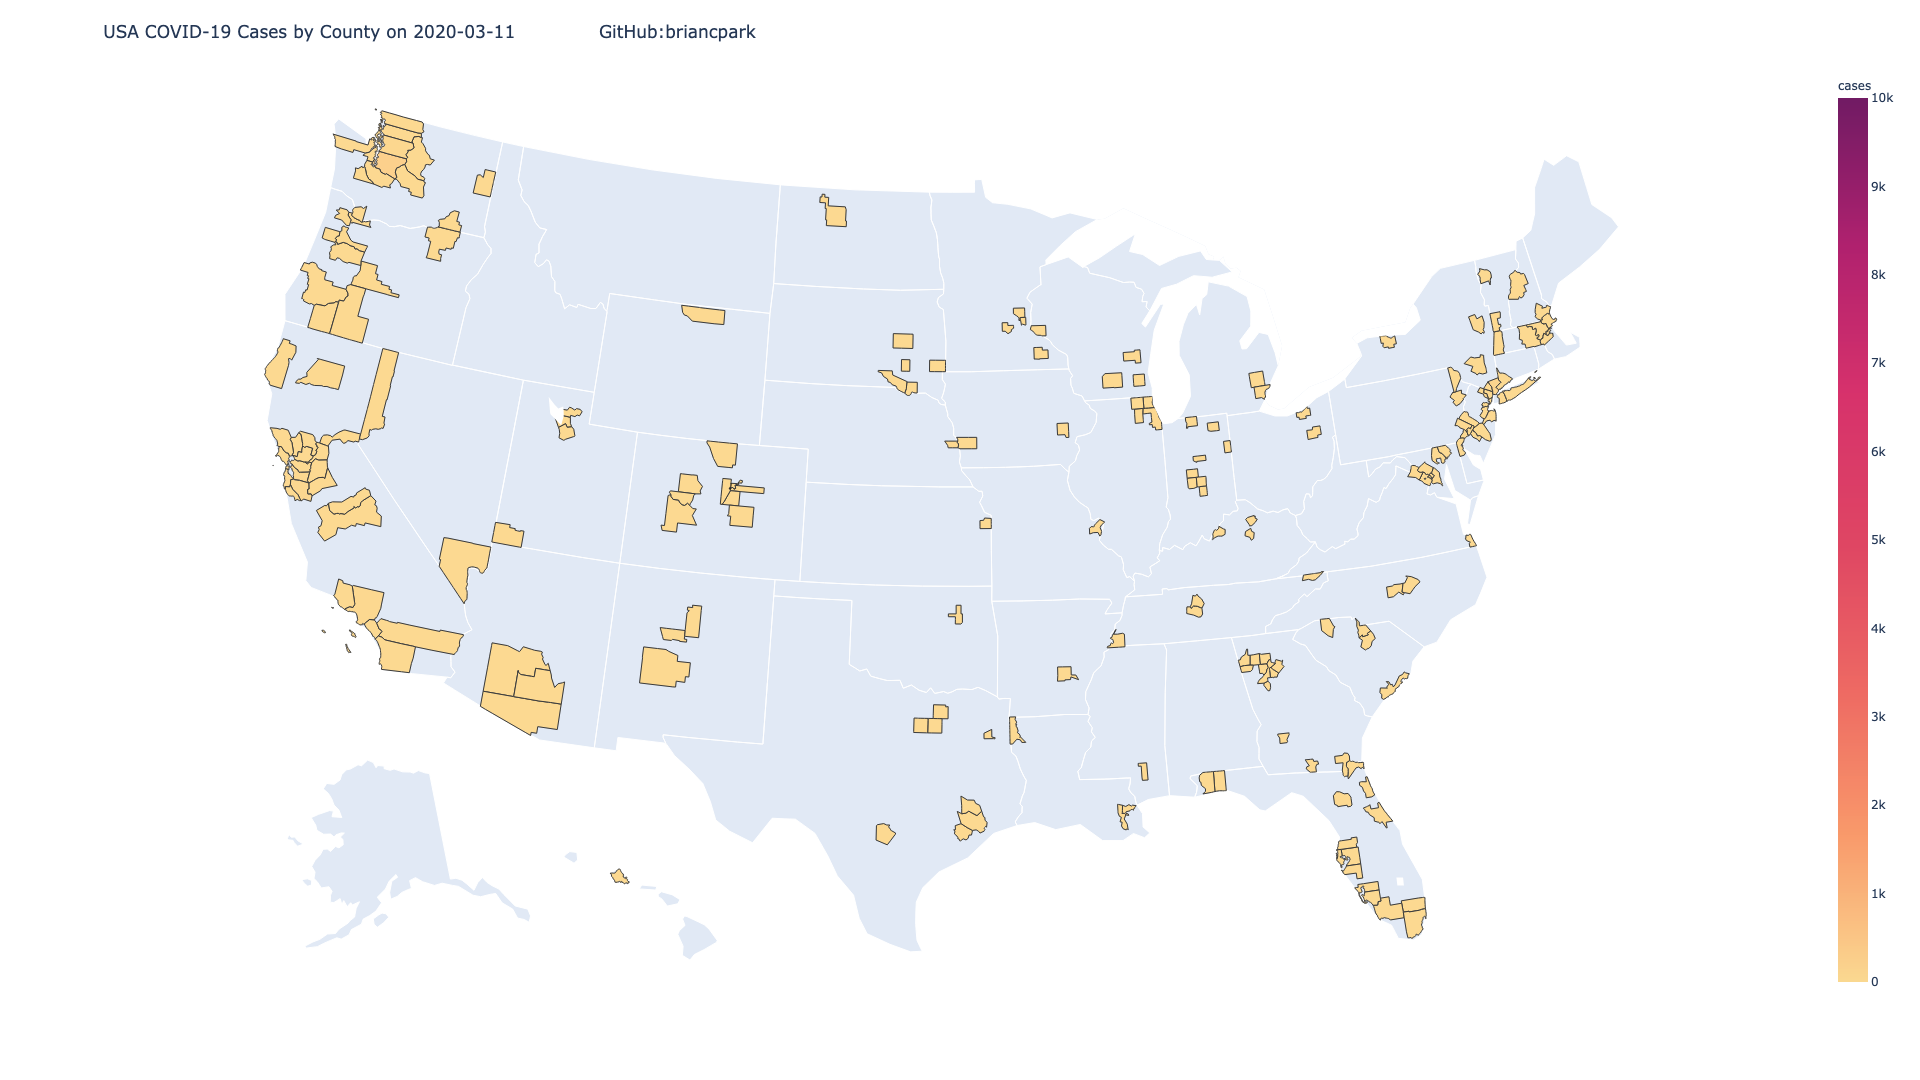 USA COVID-19 Cases by County on 2020-03-11 GitHub:briancpark
cases
10k
9k
8k
7k
6k
5k
4k
3k
2k
1k
0